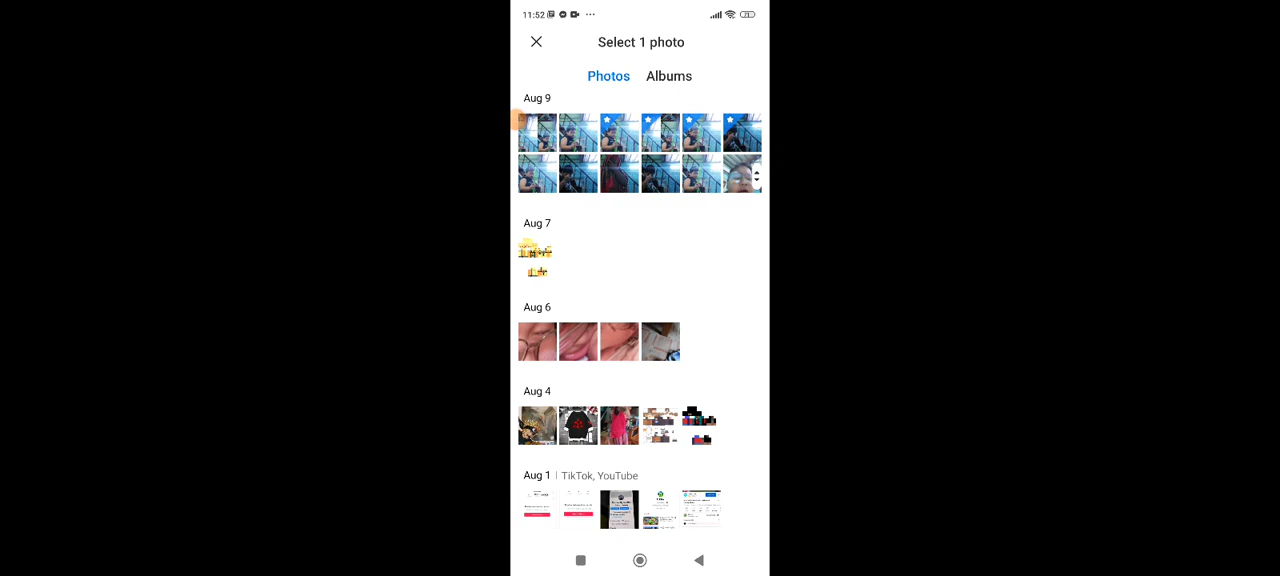 11:52
Select 1 photo
Photos Albums
Aug 9
Aug 7
Aug 6
Aug 4
Aug 1 | TikTok, YouTube